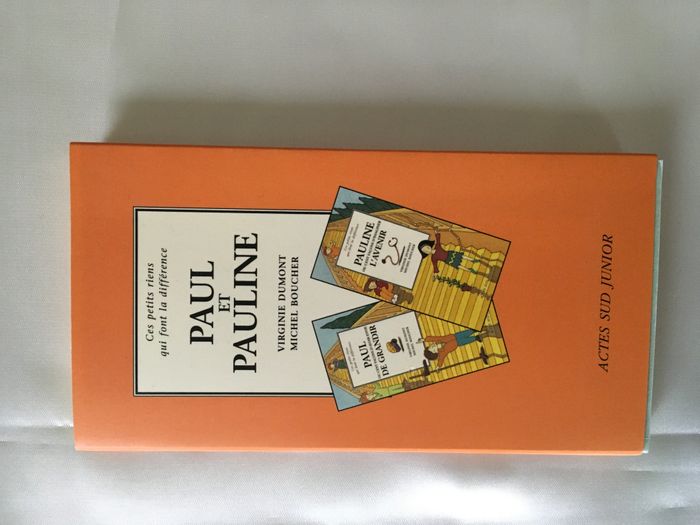 Ces petits riens
qui font la différence
PAUL
ET
PAULINE
VIRGINIE DUMONT
MICHEL BOUCHER
PAUL
DE GRANDIR
PAULINE
L'AVENIR
ACTES SUD JUNIOR